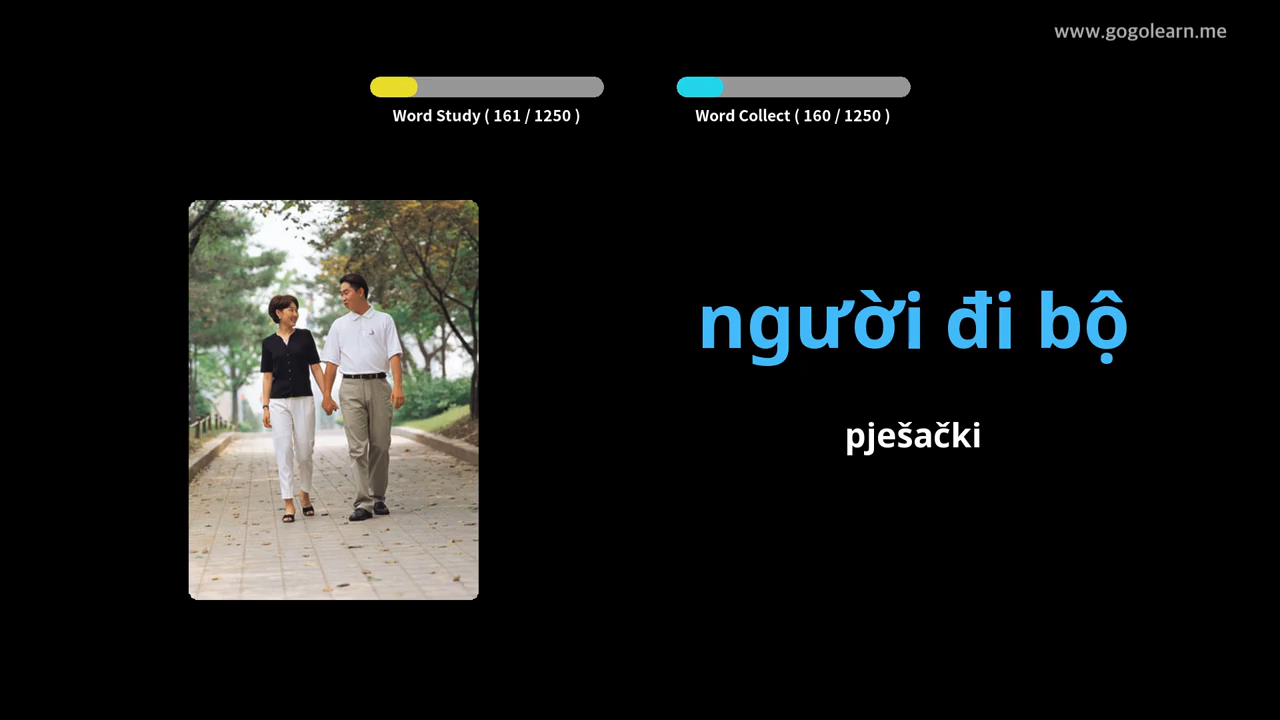 www.gogolearn.me
Word Study ( 161 / 1250 )
Word Collect ( 160 / 1250 )
người đi bộ
pješački